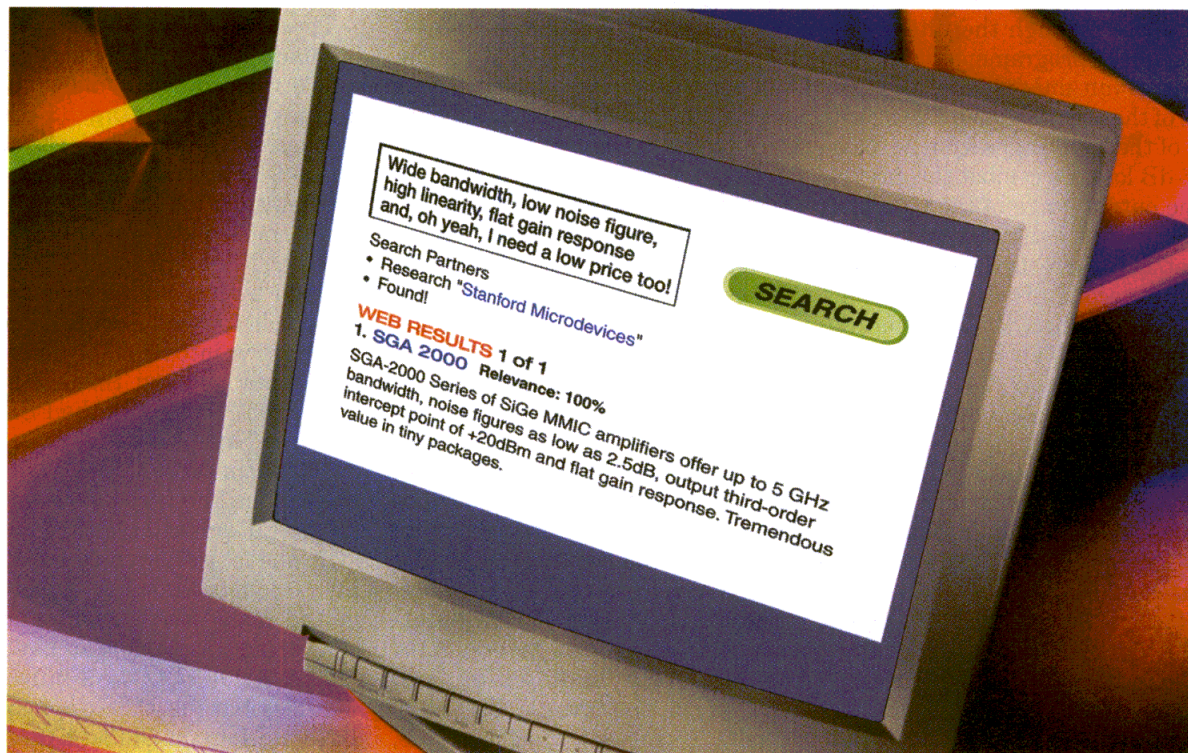 Wide bandwidth, low noise figure,
high linearity, flat gain response
and, oh yeah, I need a low price too!
SEARCH
Search Partners
• Research "Stanford Microdevices"
• Found!
WEB RESULTS 1 of 1
1. SGA 2000 Relevance: 100%
SGA-2000 Series of SiGe MMIC amplifiers offer up to 5 GHz
bandwidth, noise figures as low as 2.5dB, output third-order
intercept point of +20dBm and flat gain response. Tremendous
value in tiny packages.